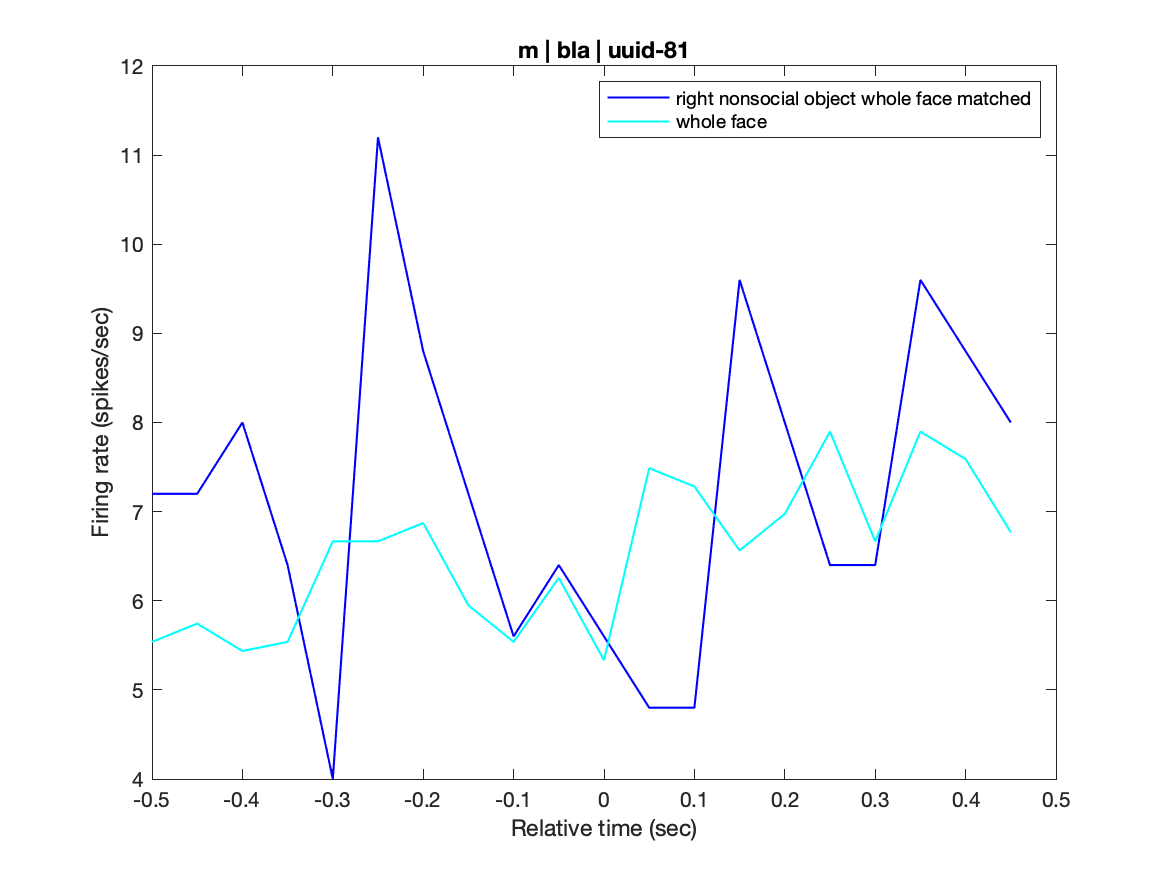 m | bla | uuid-81
right nonsocial object whole face matched
whole face
12
11
10
9
8
7
6
5
4
Firing rate (spikes/sec)
-0.5 -0.4 -0.3 -0.2 -0.1 0 0.1 0.2 0.3 0.4 0.5
Relative time (sec)